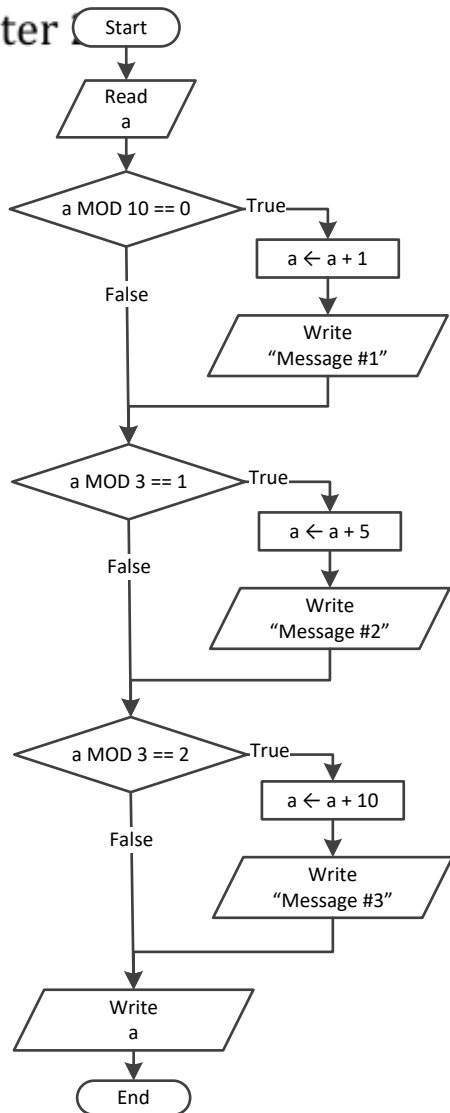 Start
Read
a
a MOD 10 == 0
True
a ← a + 1
False
Write
“Message #1”
a MOD 3 == 1
True
a ← a + 5
False
Write
“Message #2”
a MOD 3 == 2
True
a ← a + 10
False
Write
“Message #3”
Write
a
End